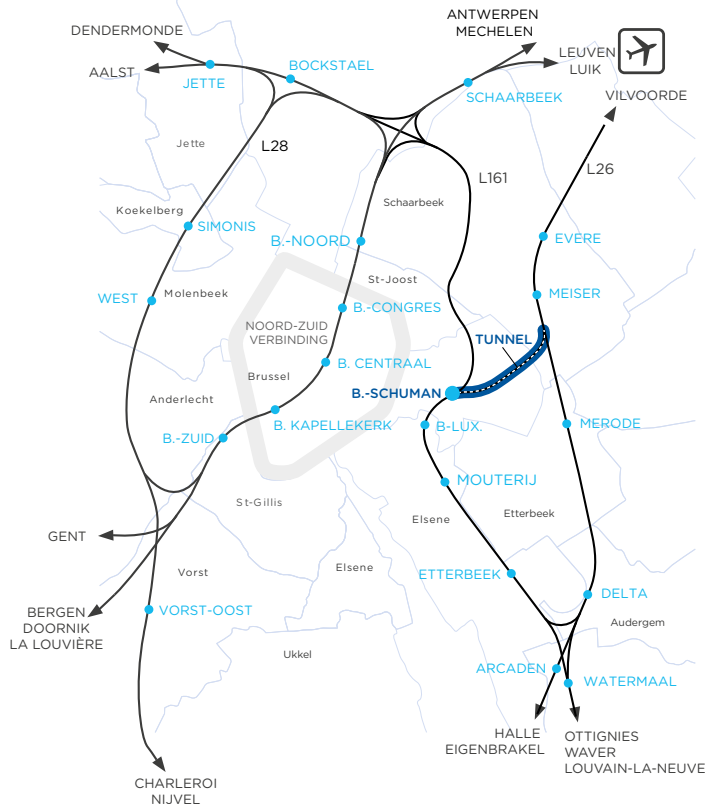 ANTWERPEN
MECHELEN
DENDERMONDE
LEUVEN
LUIK
AALST
BOCKSTAEL
JETTE
SCHAARBEEK
VILVOORDE
Jette
L28
L161
L26
Koekelberg
Schaarbeek
SIMONIS
B.-NOORD
EVERE
St-Joost
WEST
Molenbeek
MEISER
B.-CONGRES
NOORD-ZUID
VERBINDING
TUNNEL
B. CENTRAAL
Brussel
B.-SCHUMAN
Anderlecht
B. KAPELLEKERK
B-LUX.
MERODE
B.-ZUID
MOUTERIJ
St-Gillis
Elsene
Etterbeek
GENT
Vorst
Elsene
ETTERBEEK
DELTA
BERGEN
DOORNIK
LA LOUVIÈRE
VORST-OOST
Audergem
Ukkel
ARCADEN
WATERMAAL
HALLE
EIGENBRAKEL
OTTIGNIES
WAVER
LOUVAIN-LA-NEUVE
CHARLEROI
NIJVEL